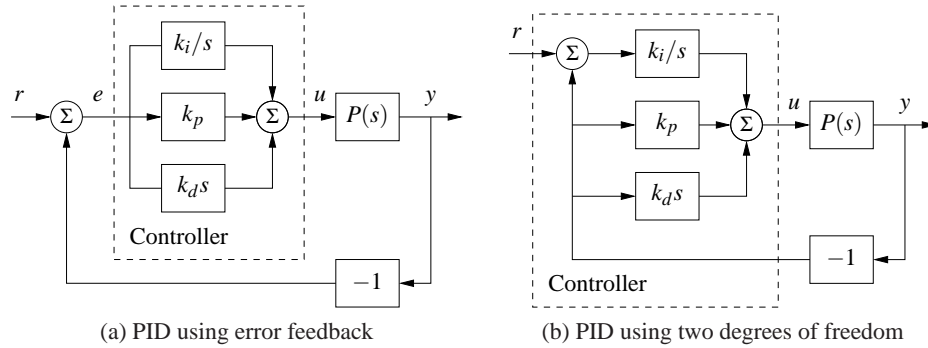 k_i/s
r
Σ
e
k_p
Σ
u
P(s)
y
k_d s
Controller
−1
(a) PID using error feedback
r
Σ
k_i/s
k_p
Σ
u
P(s)
y
k_d s
−1
Controller
(b) PID using two degrees of freedom